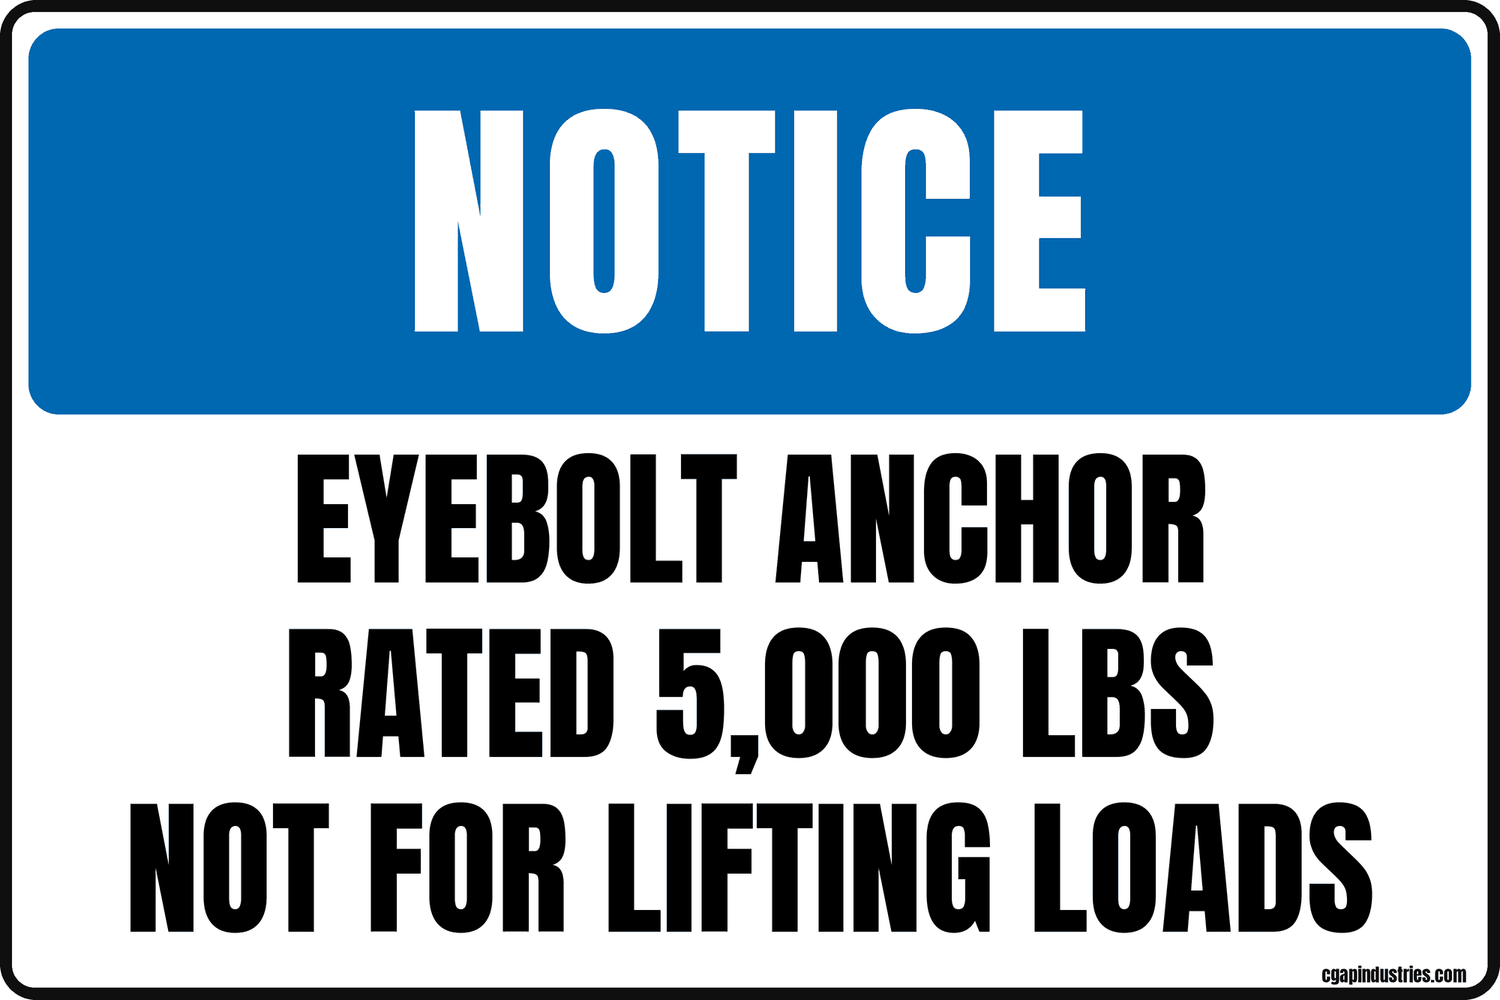 NOTICE
EYEBOLT ANCHOR
RATED 5,000 LBS
NOT FOR LIFTING LOADS
cgapindustries.com